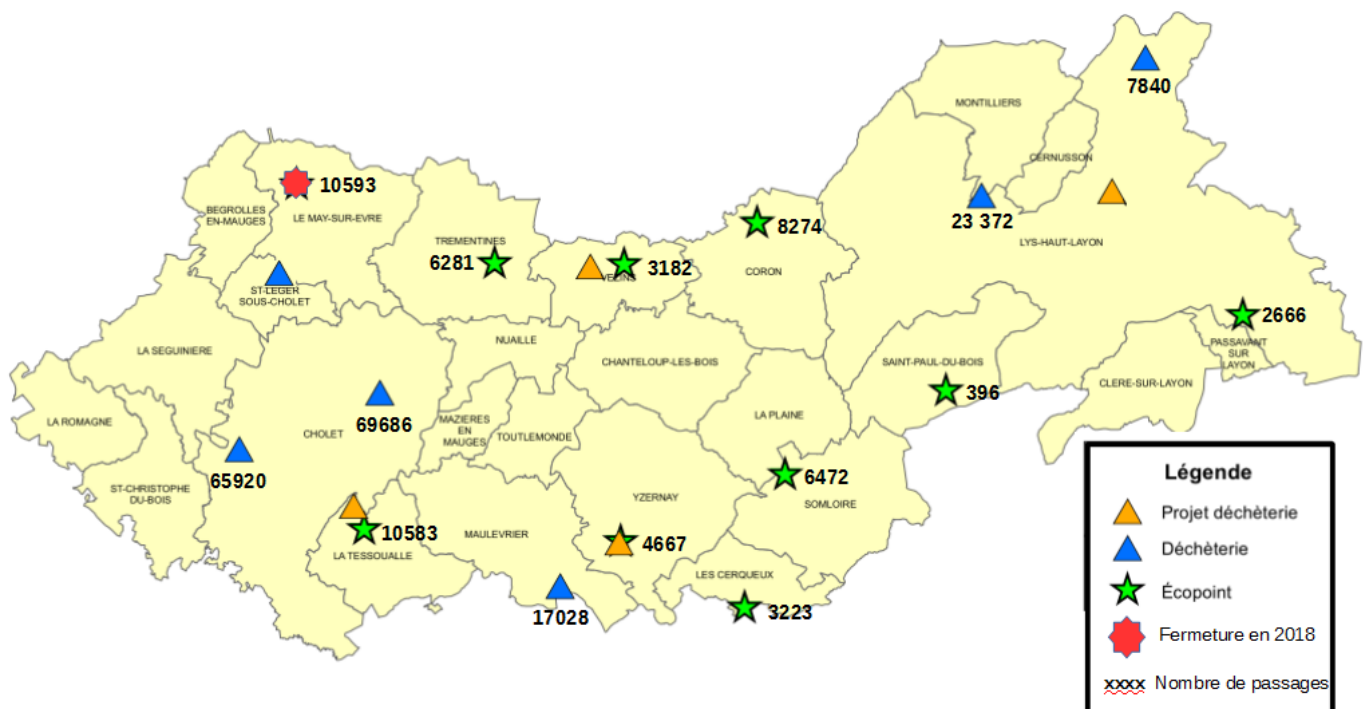 7840
MONTILLIERS
CERNUSSON
10593
BEGROLLES
EN-MAUGES
LE MAY-SUR-EVRE
23 372
8274
TREMENTINES
LYS-HAUT-LAYON
6281
3182
VEZINS
CORON
ST-LEGER
SOUS-CHOLET
2666
NUAILLE
PASSAVANT
SUR
LAYON
LA SEGUINIERE
CHANTELOUP-LES-BOIS
SAINT-PAUL-DU-BOIS
CLERE-SUR-LAYON
396
LA ROMAGNE
69686
MAZIERES
EN
MAUGES
LA PLAINE
CHOLET
TOUTLEMONDE
65920
6472
ST-CHRISTOPHE
DU-BOIS
YZERNAY
SOMLOIRE
10583
MAULEVRIER
4667
LA TESSOUALLE
LES CERQUEUX
17028
3223
Légende
Projet déchèterie
Déchèterie
Écopoint
Fermeture en 2018
xxxx Nombre de passages